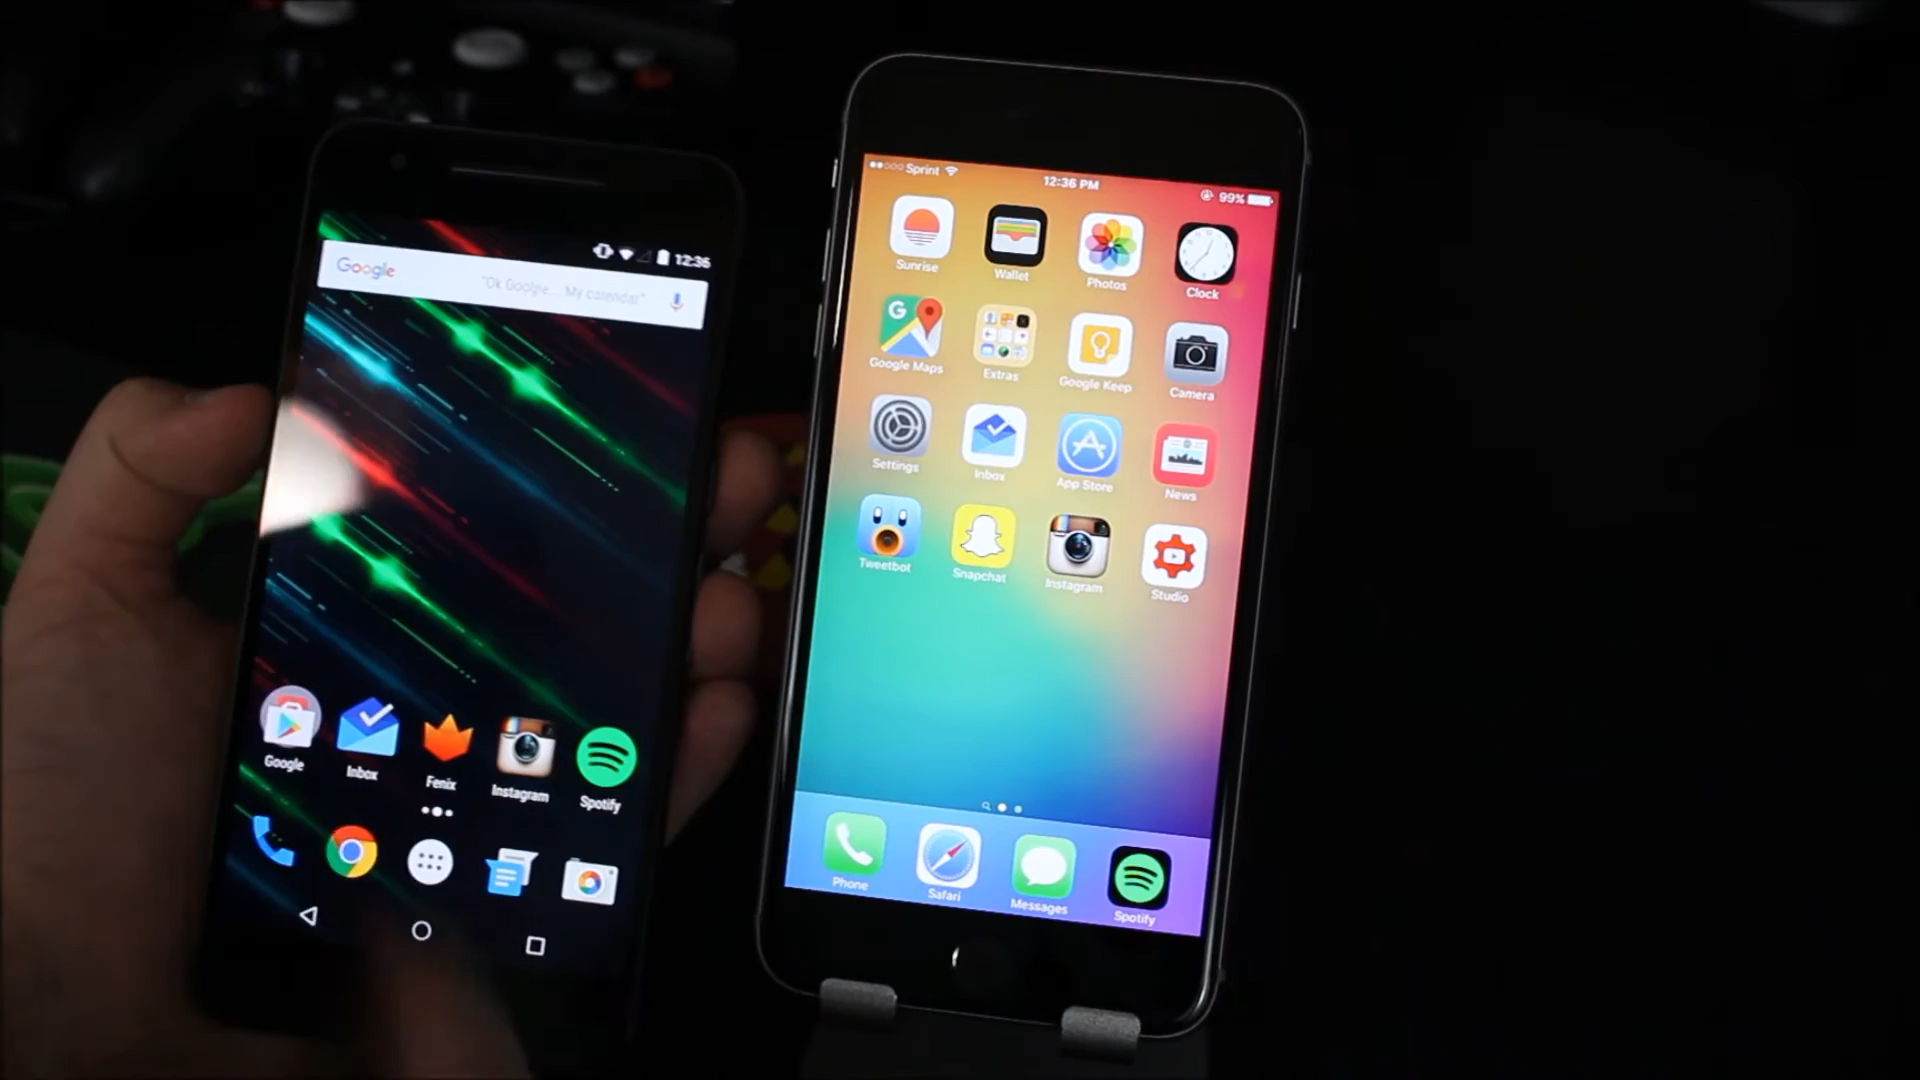 12:36
Google
"Ok Google... My calendar"
Google
Inbox
Fenix
Instagram
Spotify
Sprint
12:36 PM
99%
Sunrise
Wallet
Photos
Clock
G
Google Maps
Extras
Google Keep
Camera
Settings
Inbox
App Store
News
Tweetbot
Snapchat
Instagram
Studio
Phone
Safari
Messages
Spotify